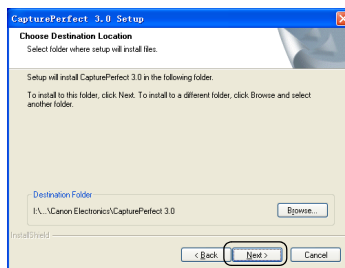 CapturePerfect 3.0 Setup
Choose Destination Location
Select folder where setup will install files.
Setup will install CapturePerfect 3.0 in the following folder.
To install to this folder, click Next. To install to a different folder, click Browse and select
another folder.
Destination Folder
I:\...\Canon Electronics\CapturePerfect 3.0
Browse...
InstallShield
< Back
Next >
Cancel